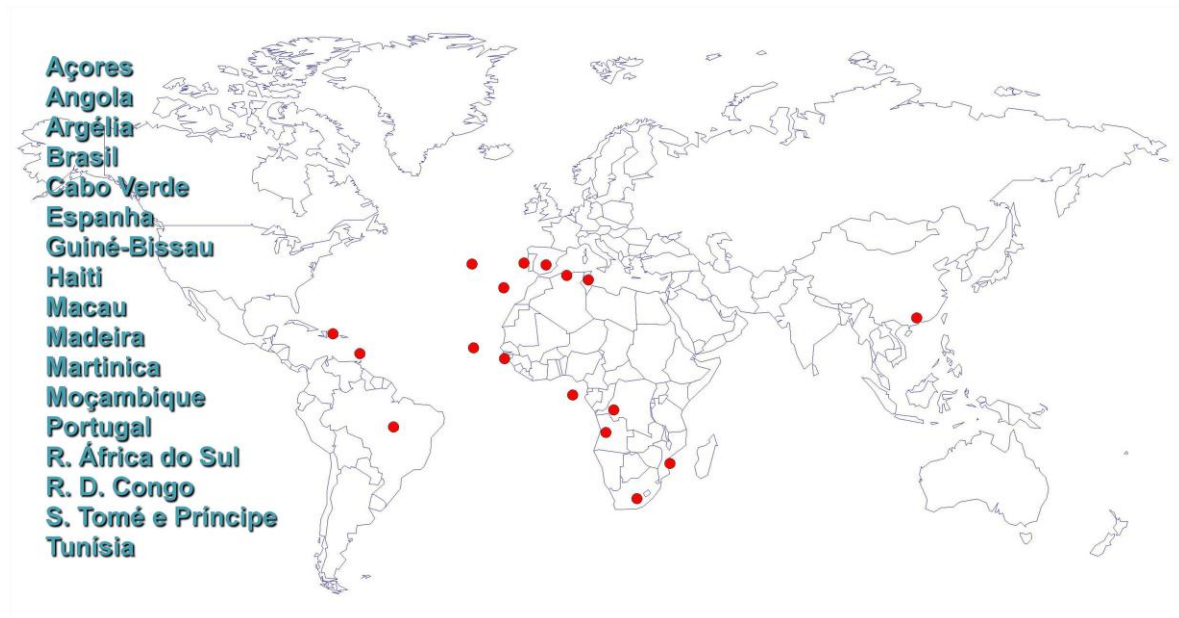 Açores
Angola
Argélia
Brasil
Cabo Verde
Espanha
Guiné-Bissau
Haiti
Macau
Madeira
Martinica
Moçambique
Portugal
R. África do Sul
R. D. Congo
S. Tomé e Príncipe
Tunísia